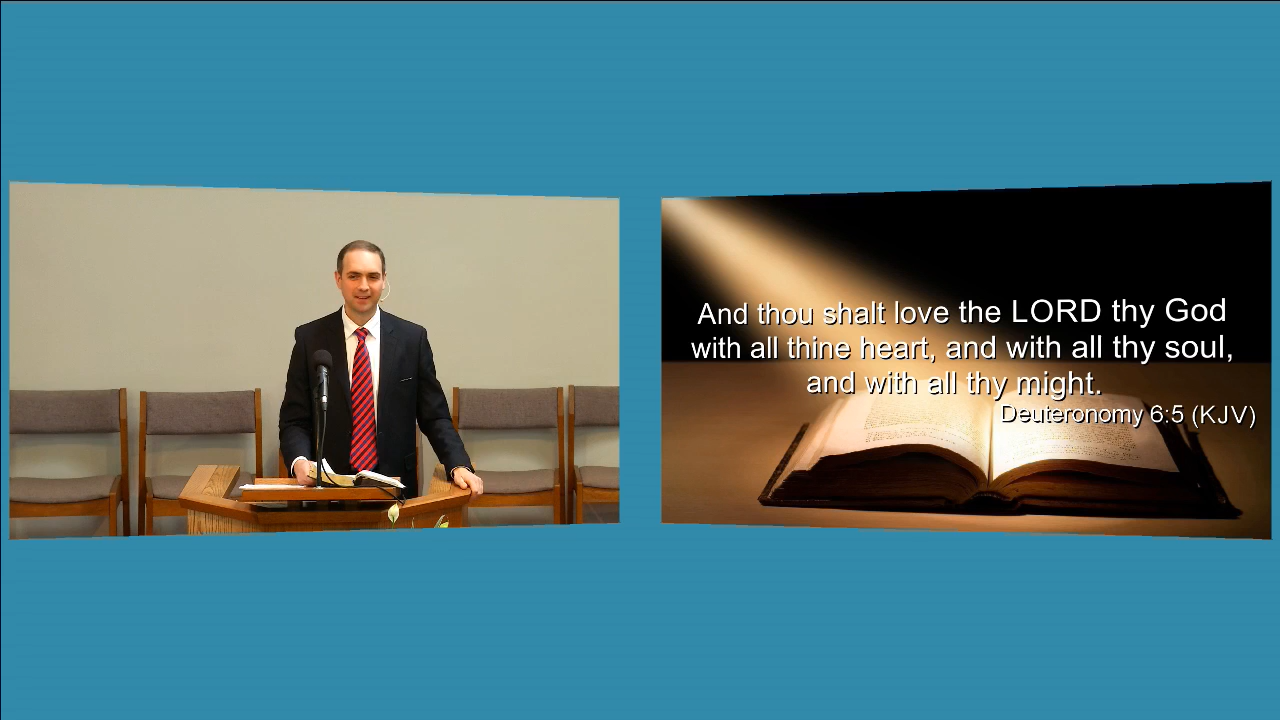 And thou shalt love the LORD thy God
with all thine heart, and with all thy soul,
and with all thy might.
Deuteronomy 6:5 (KJV)